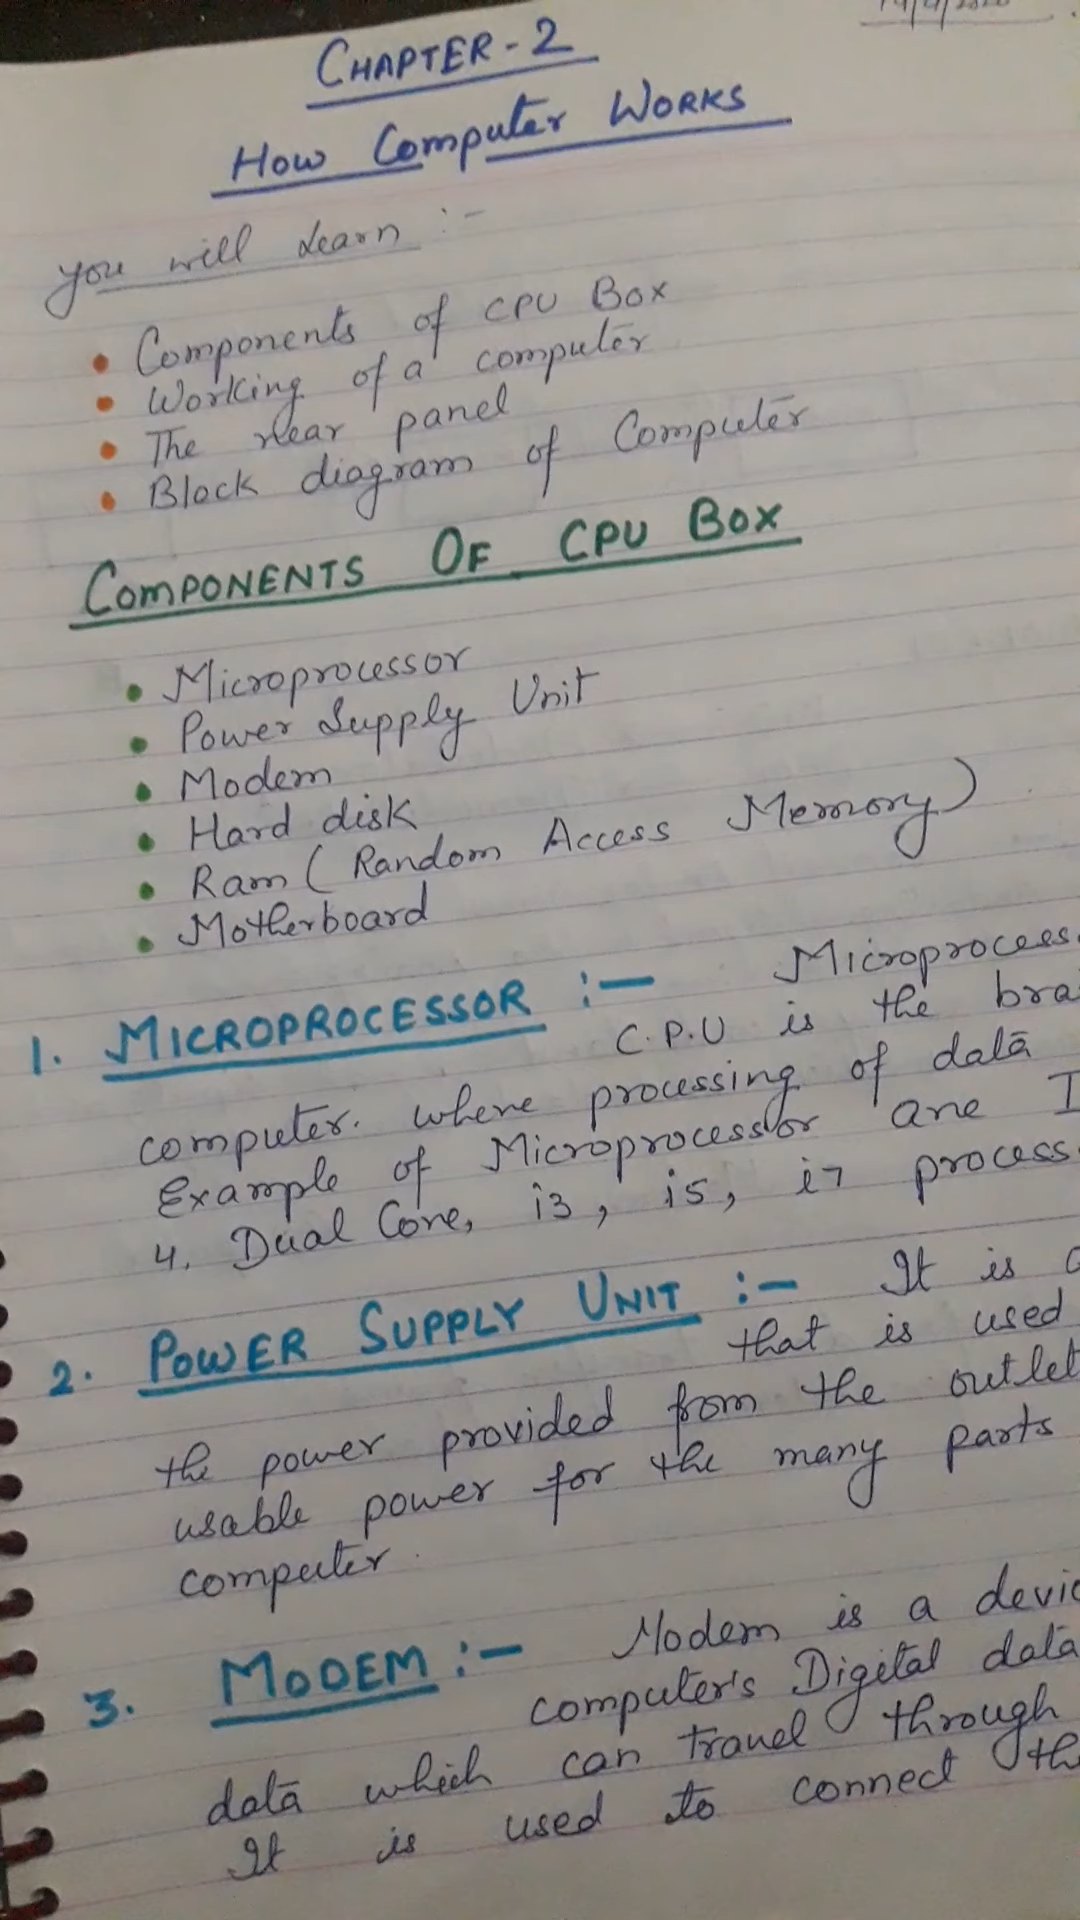 CHAPTER-2
HOW COMPUTER WORKS
you will learn :-
• Components of CPU Box
• Working of a computer
• The rear panel
• Block diagram of Computer
COMPONENTS OF CPU BOX
• Microprocessor
• Power Supply Unit
• Modem
• Hard disk
• Ram (Random Access Memory)
• Motherboard
1. MICROPROCESSOR :- Microprocess
C.P.U is the bra
computer. where processing of data
Example of Microprocessor are I
4. Dual Core, i3, i5, i7 process
2. POWER SUPPLY UNIT :- It is a
that is used
the power provided from the outlet
usable power for the many parts
computer.
3. MODEM :- Modem is a devic
computer's Digital data
data which can travel through
It is used to connect th